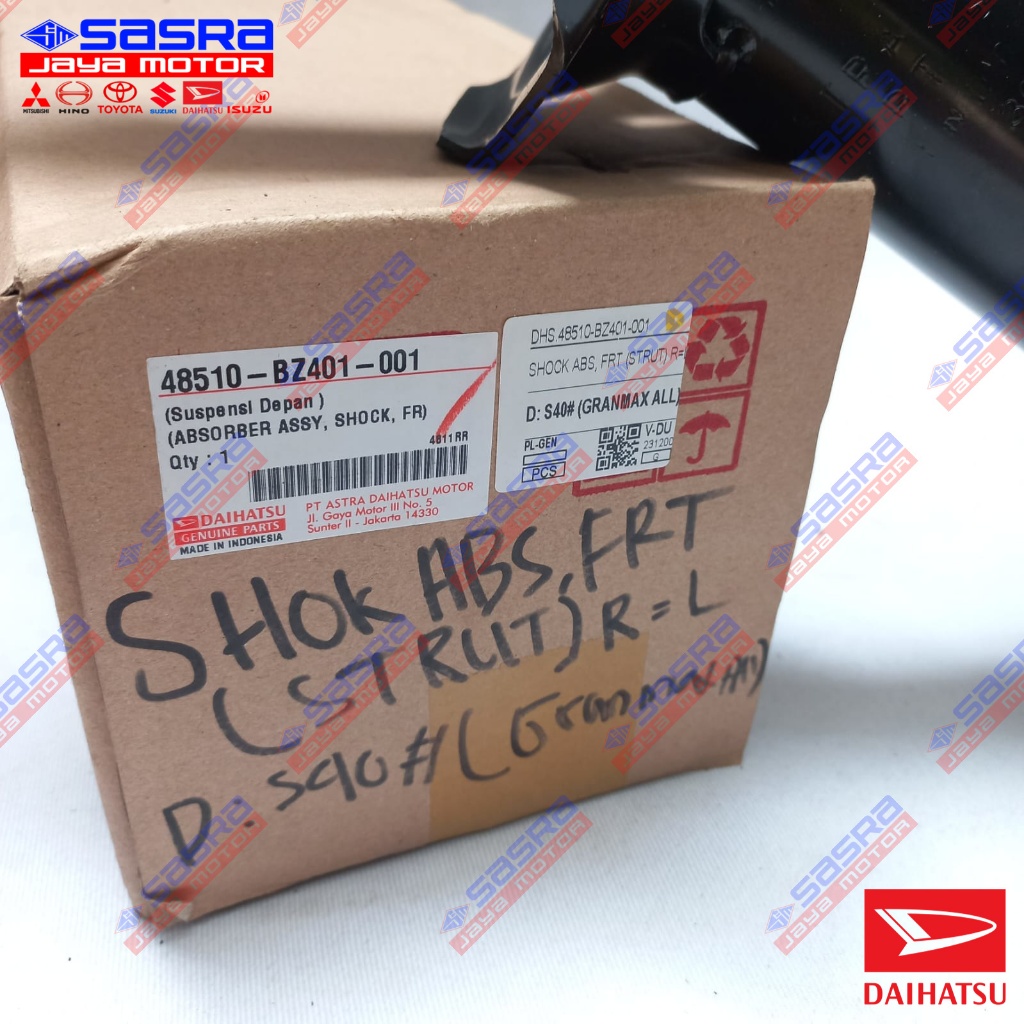 SASRA
JAYA MOTOR
MITSUBISHI HINO TOYOTA SUZUKI DAIHATSU ISUZU
48510-BZ401-001
(Suspensi Depan )
(ABSORBER ASSY, SHOCK, FR)
4811RR
Qty : 1
DAIHATSU
GENUINE PARTS
MADE IN INDONESIA
PT ASTRA DAIHATSU MOTOR
Jl. Gaya Motor III No. 5
Sunter II - Jakarta 14330
DHS.48510-BZ401-001
SHOCK ABS, FRT (STRUT) R=
D: S40# (GRANMAX ALL)
PL-GEN
V-DU
231200
PCS
G
SHOK ABS, FRT
(STRUT) R=L
D. S40# (Granmax All)
DAIHATSU